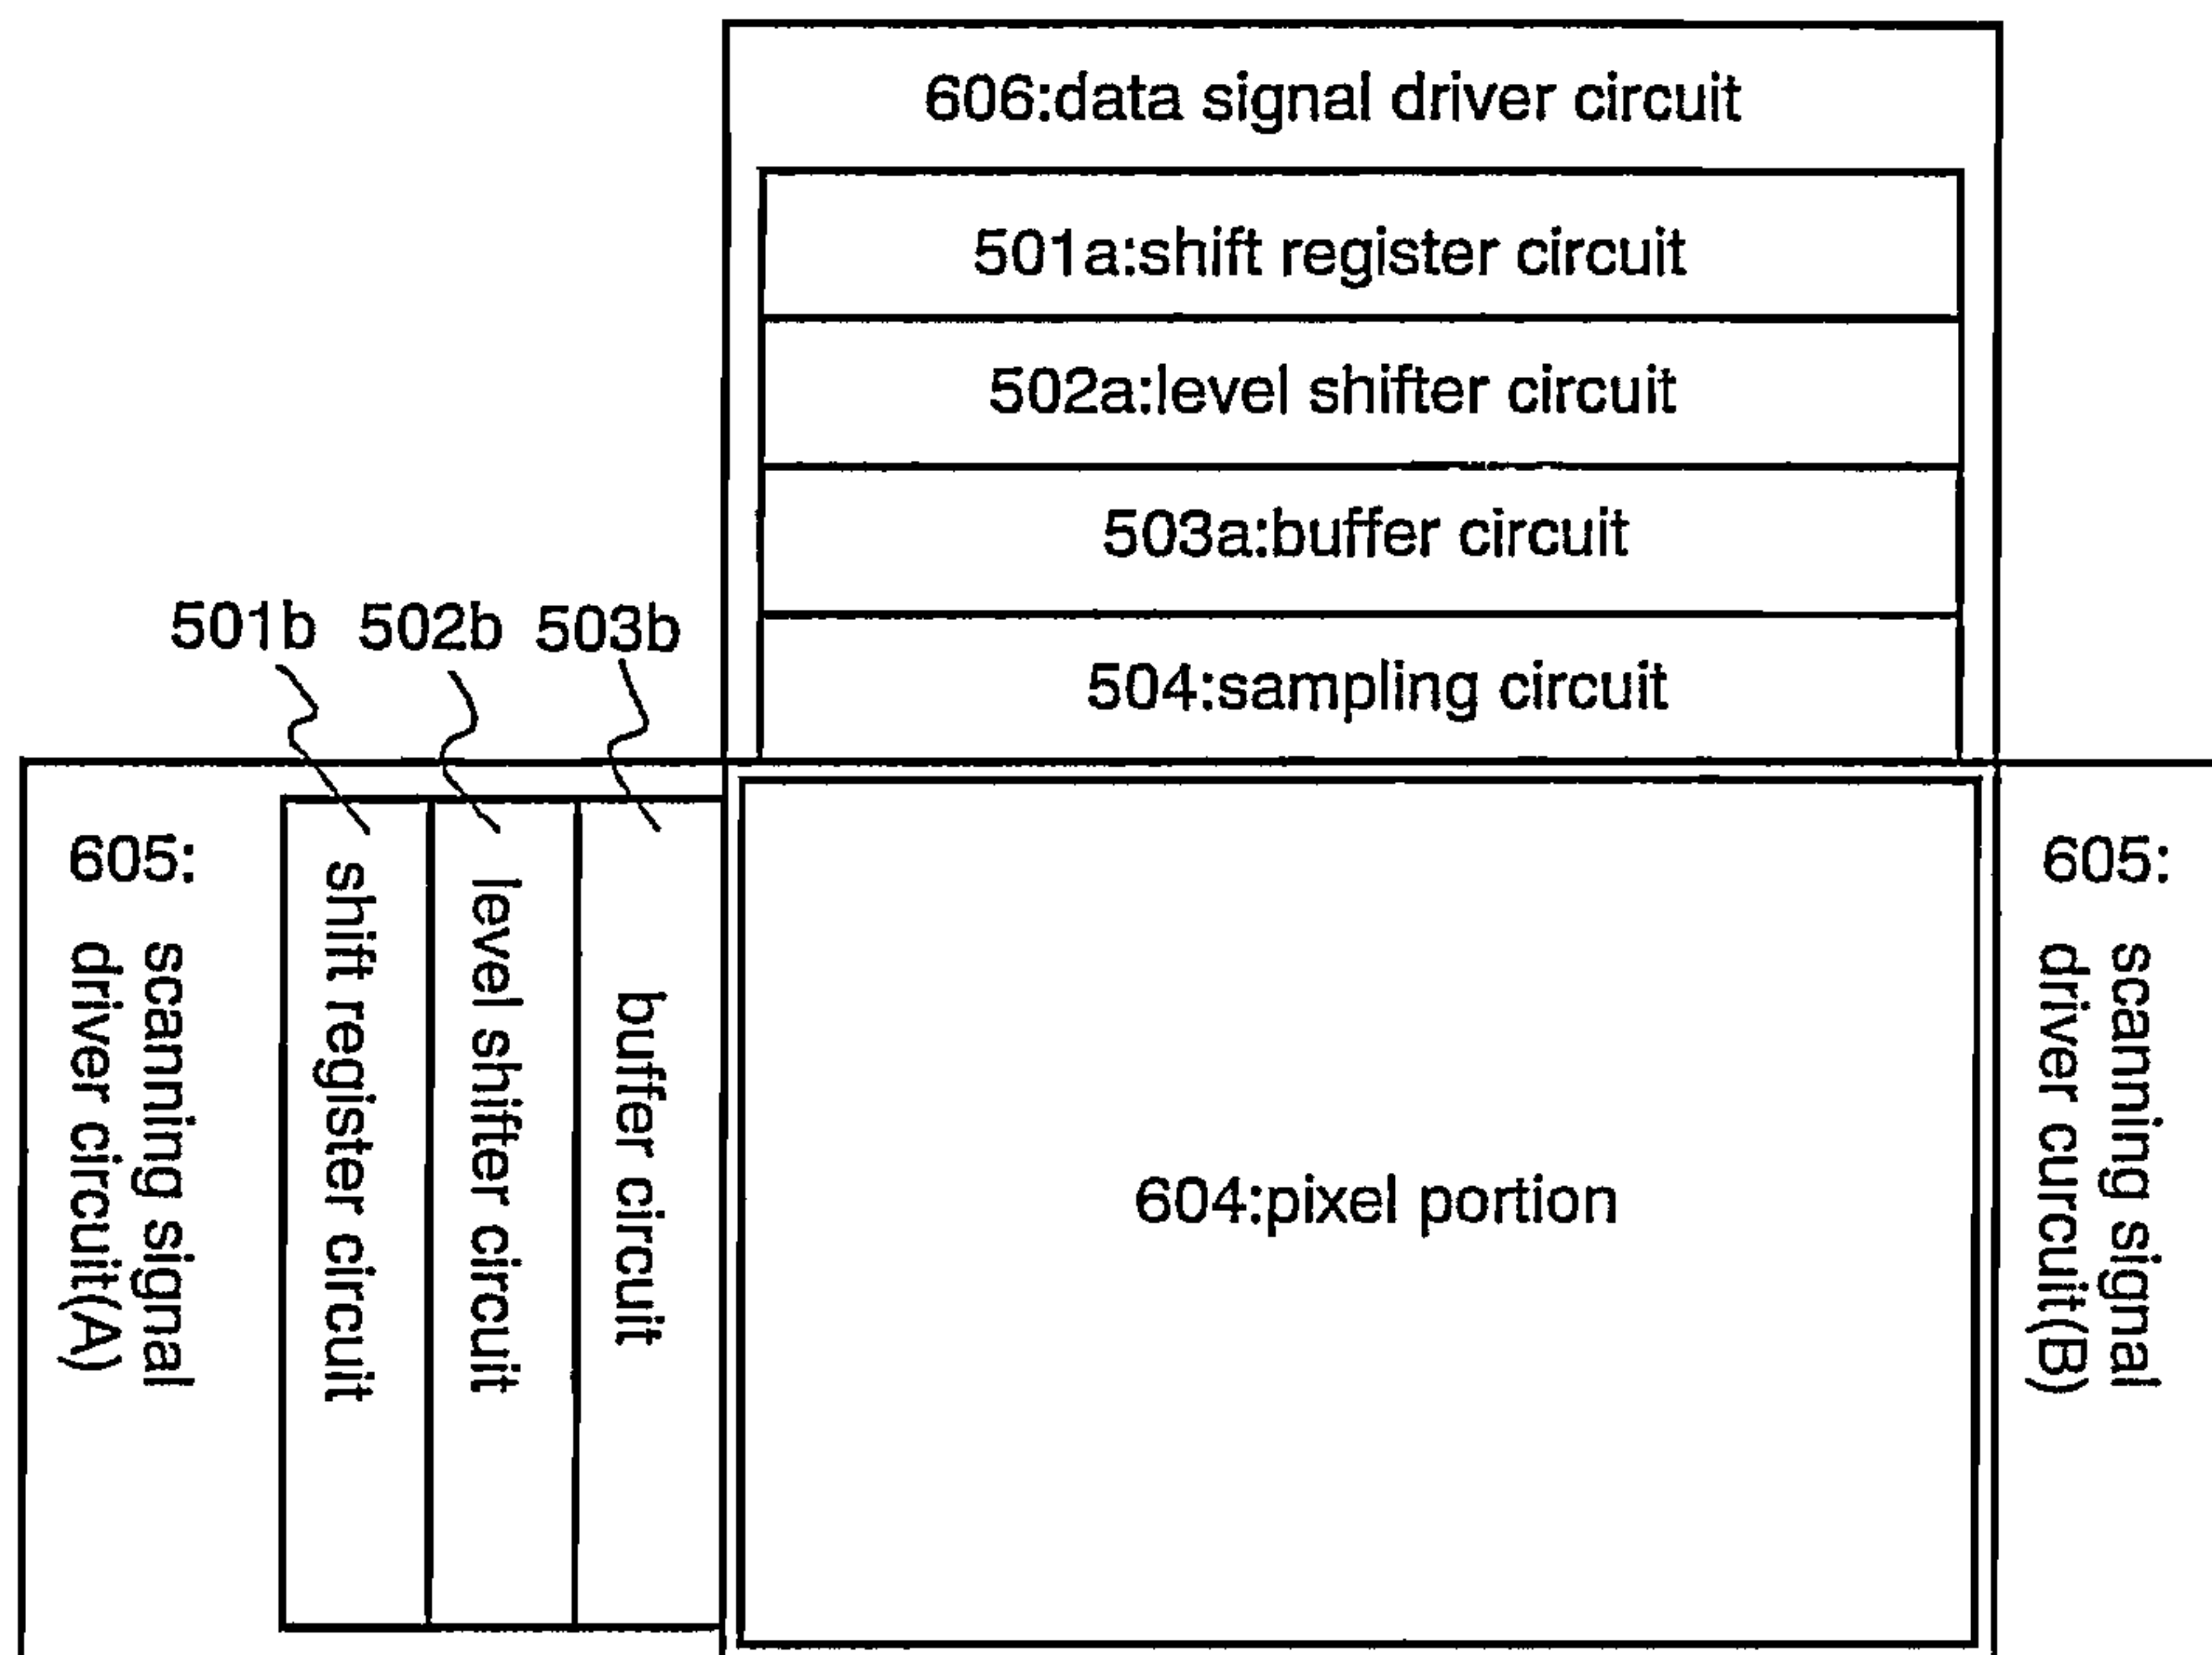 606:data signal driver circuit
501a:shift register circuit
502a:level shifter circuit
503a:buffer circuit
504:sampling circuit
501b 502b 503b
605:
scanning signal
driver circuit(A)
shift register circuit
level shifter circuit
buffer circuit
604:pixel portion
605:
scanning signal
driver curcuit(B)